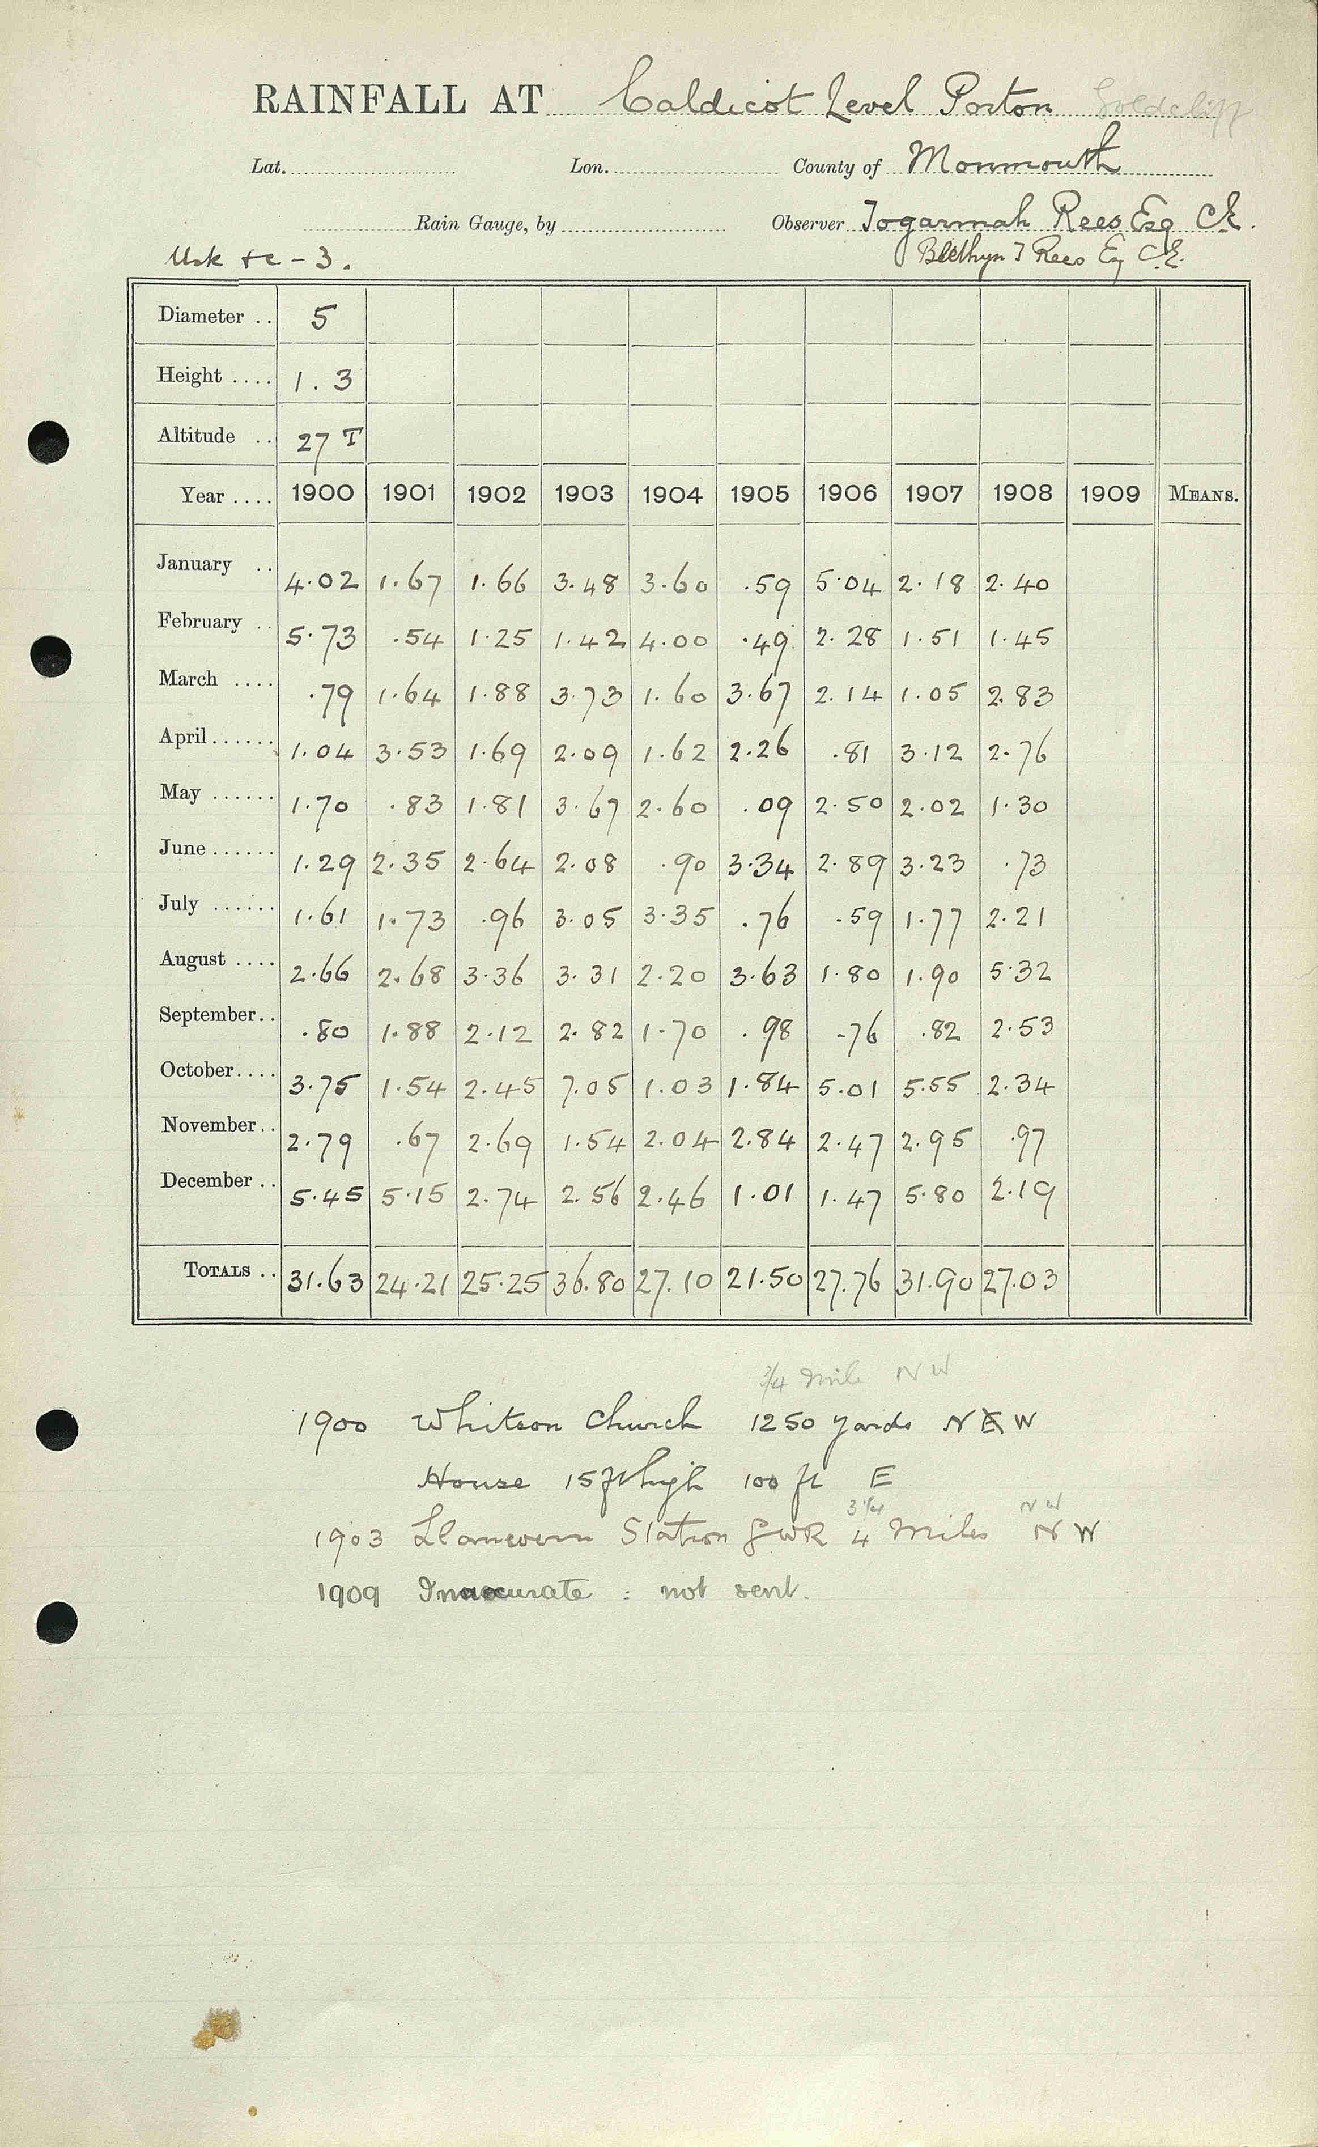 RAINFALL AT Caldicot Level Porton Goldcliff
Lat. Lon. County of Monmouth
Rain Gauge, by Observer Togarmah Rees Esq C.E.
Usk &c - 3. Blethyn T Rees Esq C.E.
Diameter .. 5
Height .... 1.3
Altitude .. 27 T
Year .... 1900 1901 1902 1903 1904 1905 1906 1907 1908 1909 MEANS.
January .. 4.02 1.67 1.66 3.48 3.60 .59 5.04 2.18 2.40
February .. 5.73 .54 1.25 1.42 4.00 .49 2.28 1.51 1.45
March .... .79 1.64 1.88 3.73 1.60 3.67 2.14 1.05 2.83
April...... 1.04 3.53 1.69 2.09 1.62 2.26 .81 3.12 2.76
May ...... 1.70 .83 1.81 3.67 2.60 .09 2.50 2.02 1.30
June ...... 1.29 2.35 2.64 2.08 .90 3.34 2.89 3.23 .73
July ...... 1.61 1.73 .96 3.05 3.35 .76 .59 1.77 2.21
August .... 2.66 2.68 3.36 3.31 2.20 3.63 1.80 1.90 5.32
September.. .80 1.88 2.12 2.82 1.70 .98 .76 .82 2.53
October.... 3.75 1.54 2.45 7.05 1.03 1.84 5.01 5.55 2.34
November.. 2.79 .67 2.69 1.54 2.04 2.84 2.47 2.95 .97
December .. 5.45 5.15 2.74 2.56 2.46 1.01 1.47 5.80 2.19
TOTALS .. 31.63 24.21 25.25 36.80 27.10 21.50 27.76 31.90 27.03
3/4 mile NW
1900 Whitson Church 1250 yards N E W
House 15 ft high 100 ft E
3 1/4 NW
1903 Llanwern Station GWR 4 Miles N W
1909 Inaccurate : not sent.